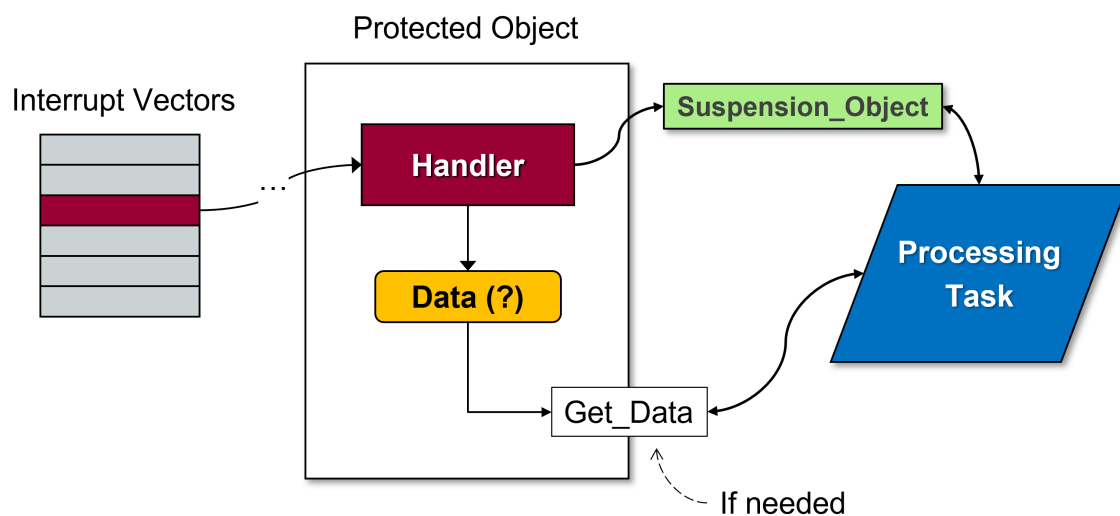 Protected Object
Interrupt Vectors
Suspension_Object
...
Handler
Processing
Task
Data (?)
Get_Data
If needed